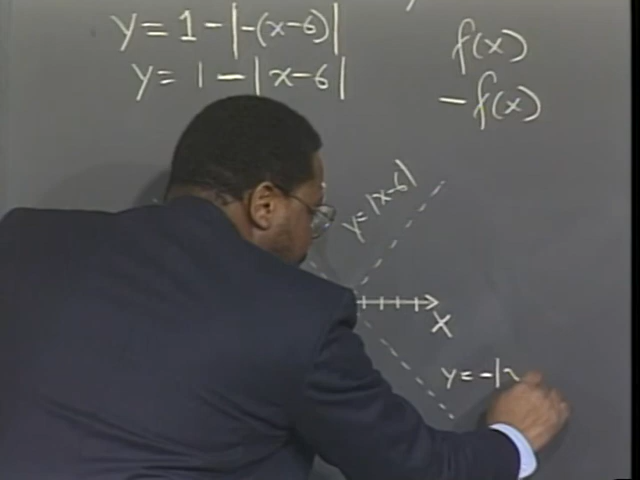 y = 1 - |-(x-6)|
y = 1 - |x-6|
f(x)
-f(x)
y=|x-6|
x
y = -|